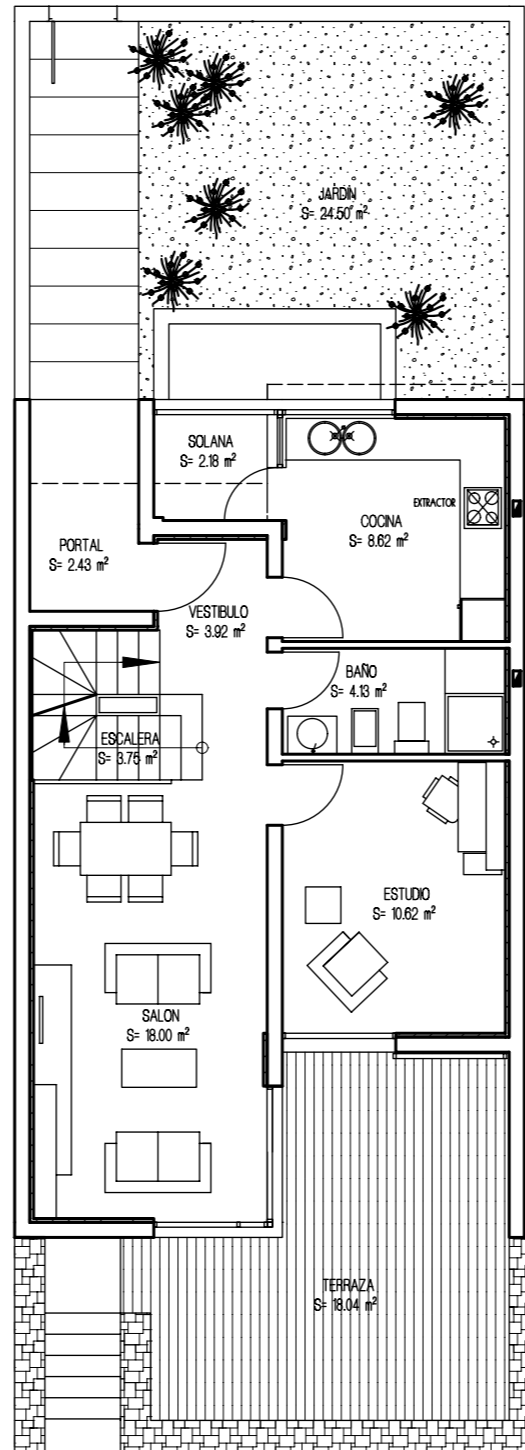 JARDIN
S= 24.50 m²
SOLANA
S= 2.18 m²
EXTRACTOR
COCINA
S= 8.62 m²
PORTAL
S= 2.43 m²
VESTIBULO
S= 3.92 m²
BAÑO
S= 4.13 m²
ESCALERA
S= 3.75 m²
ESTUDIO
S= 10.62 m²
SALON
S= 18.00 m²
TERRAZA
S= 18.04 m²